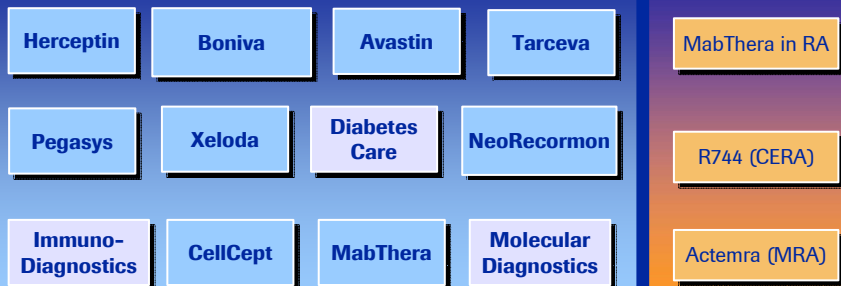 Herceptin
Boniva
Avastin
Tarceva
MabThera in RA
Pegasys
Xeloda
Diabetes
Care
NeoRecormon
R744 (CERA)
Immuno-
Diagnostics
CellCept
MabThera
Molecular
Diagnostics
Actemra (MRA)